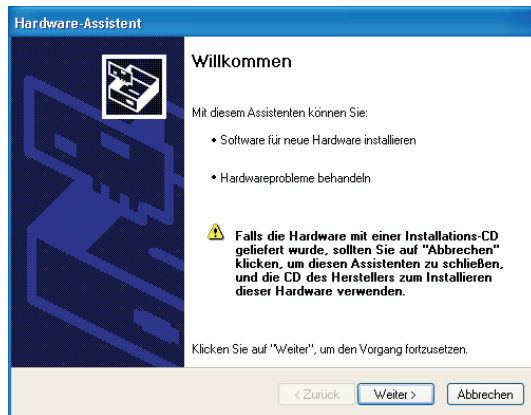 Hardware-Assistent
Willkommen
Mit diesem Assistenten können Sie:
• Software für neue Hardware installieren
• Hardwareprobleme behandeln
Falls die Hardware mit einer Installations-CD
geliefert wurde, sollten Sie auf "Abbrechen"
klicken, um diesen Assistenten zu schließen,
und die CD des Herstellers zum Installieren
dieser Hardware verwenden.
Klicken Sie auf "Weiter", um den Vorgang fortzusetzen.
< Zurück Weiter > Abbrechen